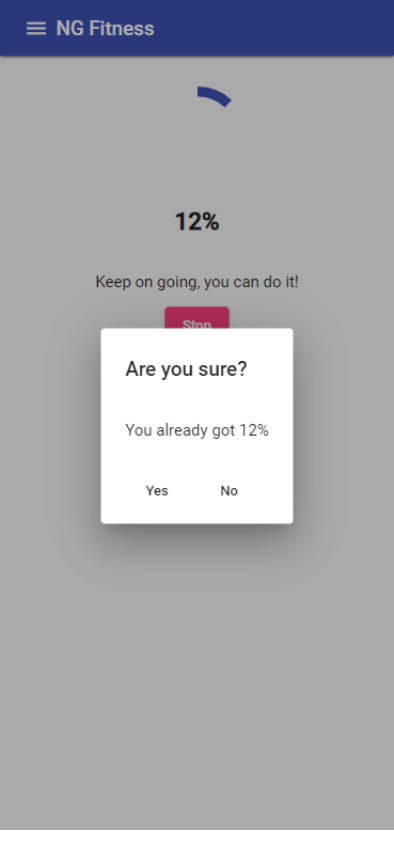 NG Fitness
12%
Keep on going, you can do it!
Stop
Are you sure?
You already got 12%
Yes No